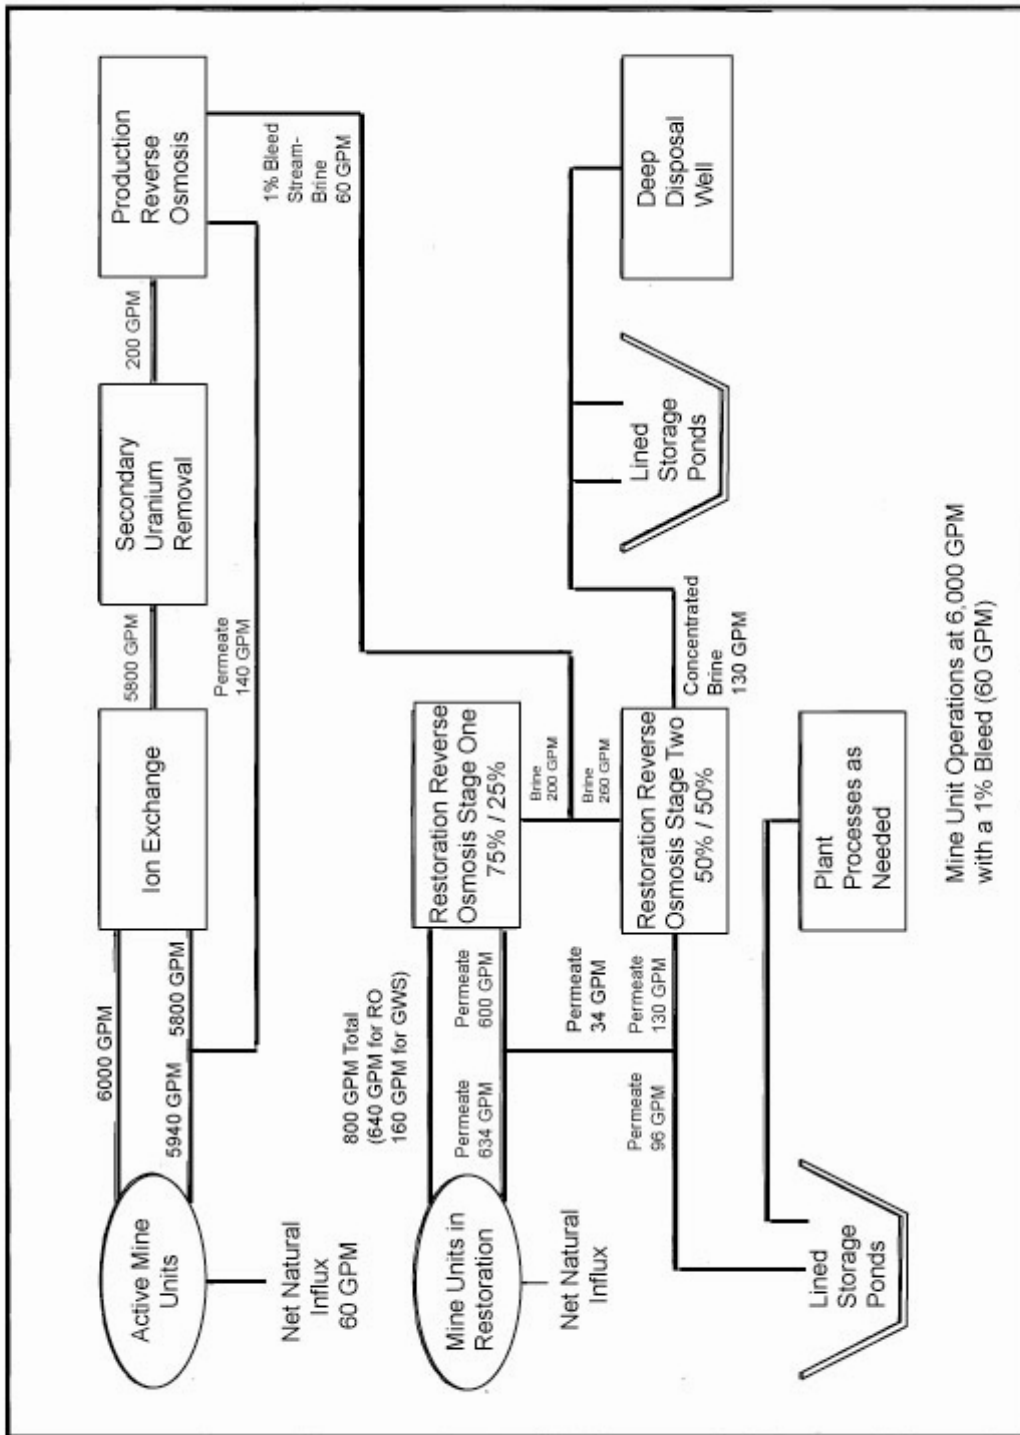 Active Mine
Units
Net Natural
Influx
60 GPM
6000 GPM
5940 GPM
5800 GPM
Ion Exchange
5800 GPM
Permeate
140 GPM
Secondary
Uranium
Removal
200 GPM
Production
Reverse
Osmosis
1% Bleed
Stream-
Brine
60 GPM
Mine Units in
Restoration
Net Natural
Influx
800 GPM Total
(640 GPM for RO
160 GPM for GWS)
Permeate
634 GPM
Permeate
600 GPM
Restoration Reverse
Osmosis Stage One
75% / 25%
Brine
200 GPM
Brine
260 GPM
Permeate
34 GPM
Permeate
130 GPM
Permeate
96 GPM
Restoration Reverse
Osmosis Stage Two
50% / 50%
Concentrated
Brine
130 GPM
Lined
Storage
Ponds
Deep
Disposal
Well
Lined
Storage
Ponds
Plant
Processes as
Needed
Mine Unit Operations at 6,000 GPM
with a 1% Bleed (60 GPM)